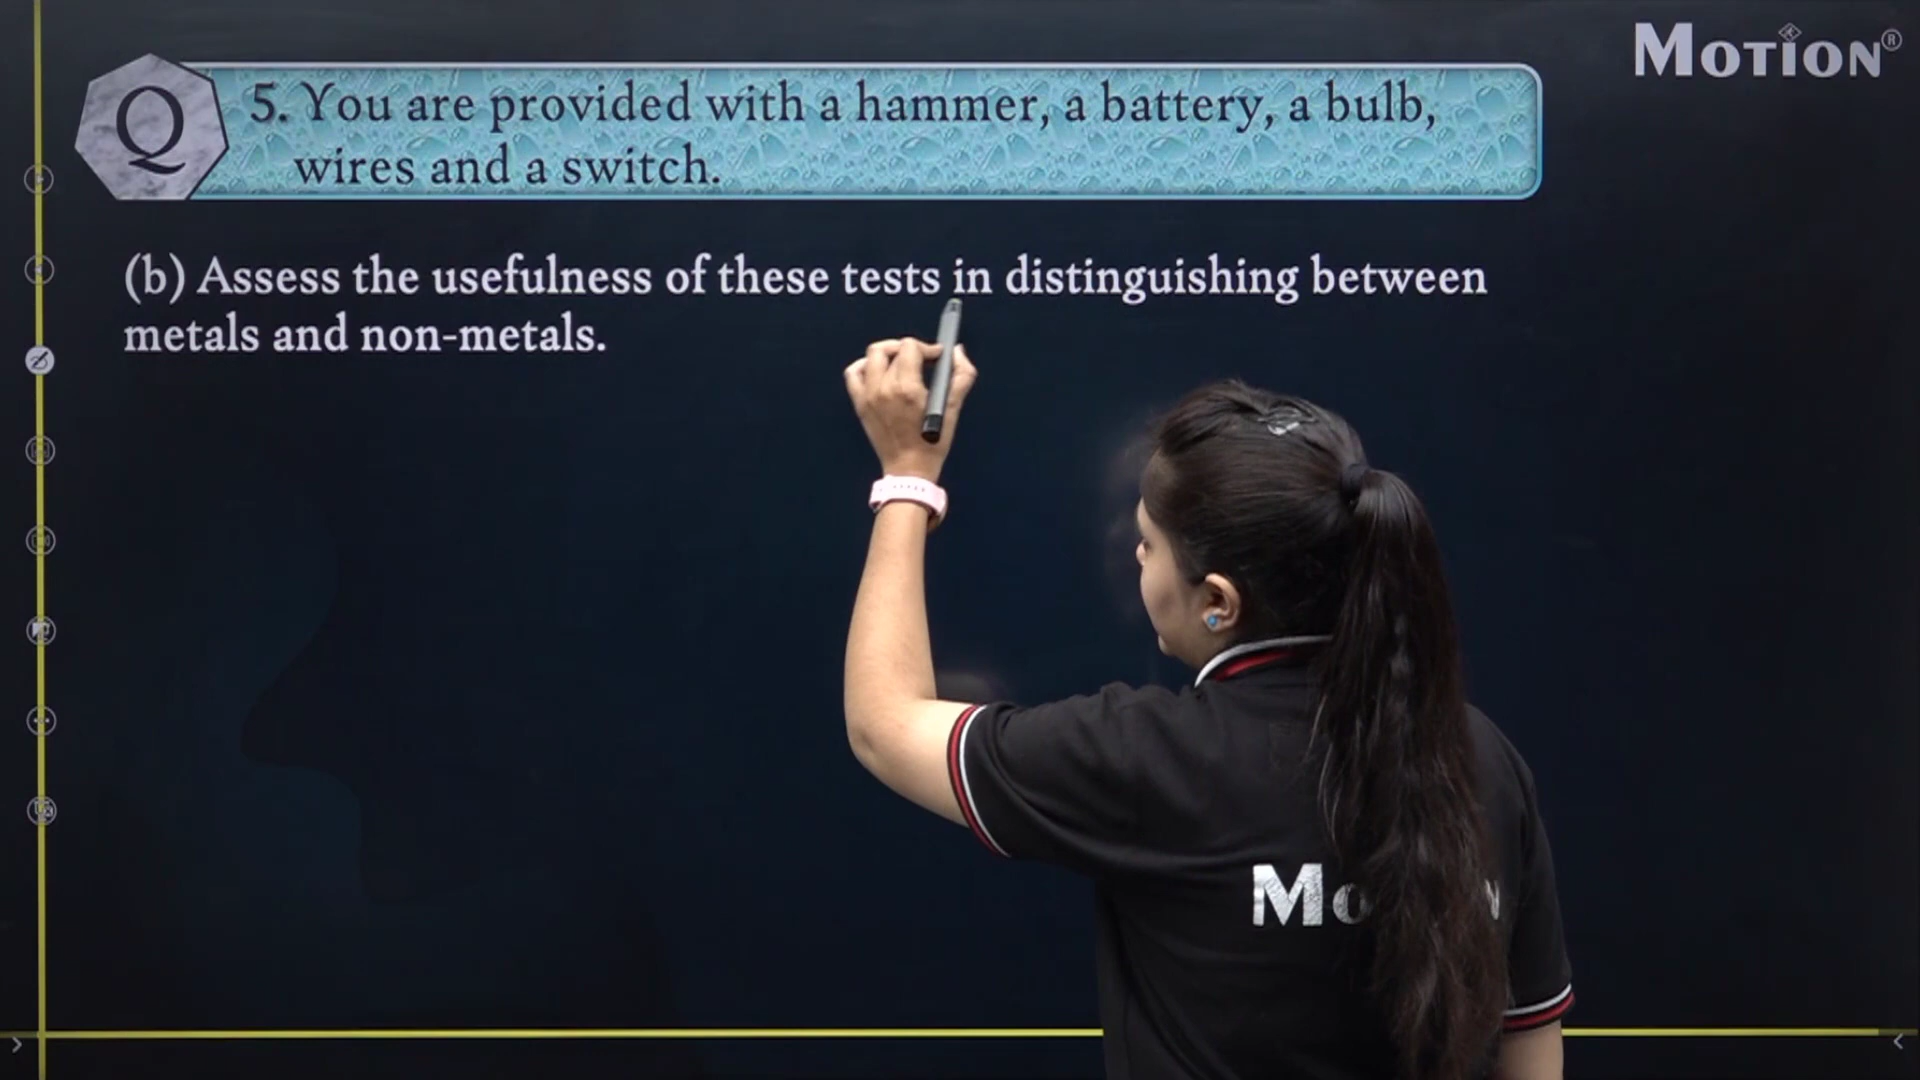 MOTION®
Q
5. You are provided with a hammer, a battery, a bulb,
wires and a switch.
(b) Assess the usefulness of these tests in distinguishing between
metals and non-metals.